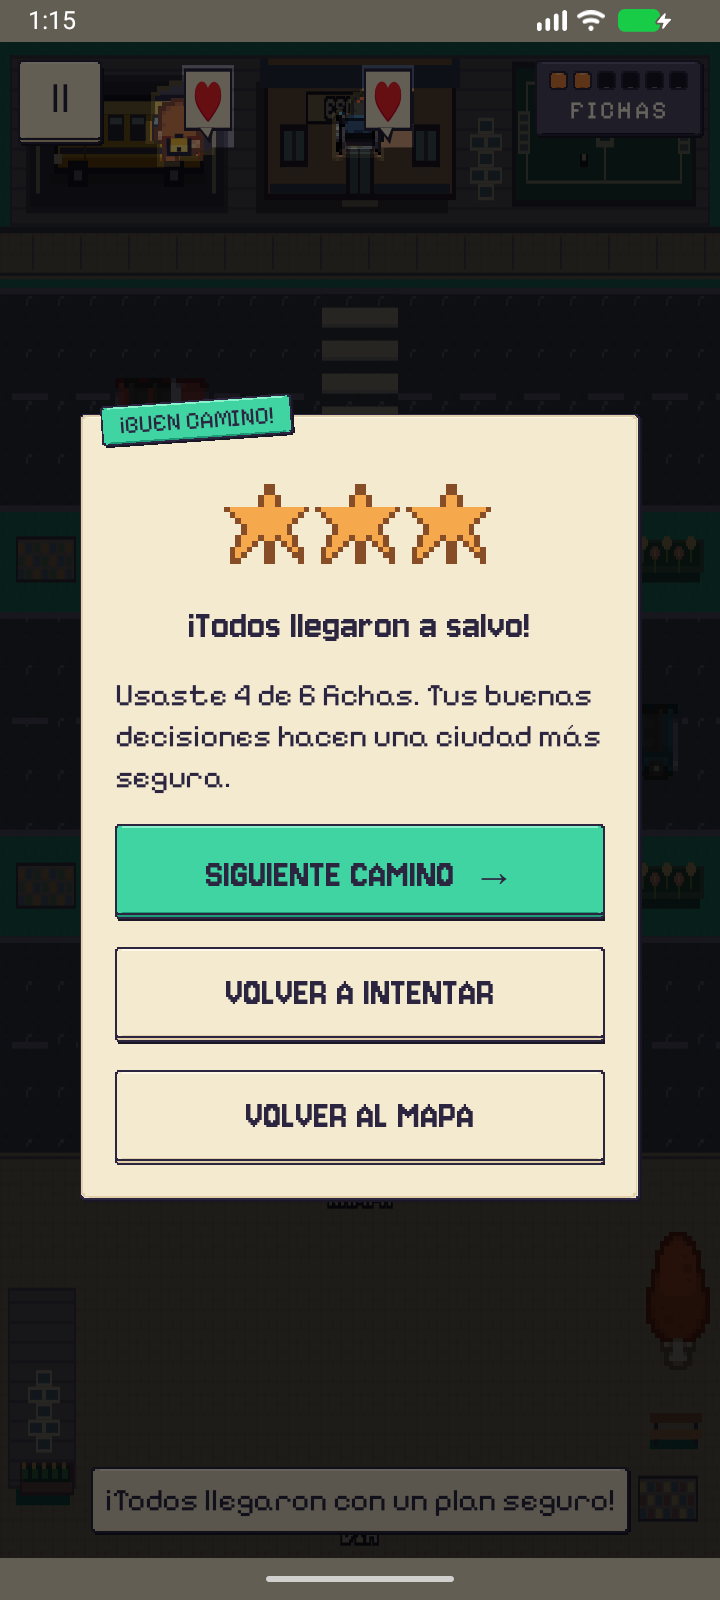 1:15
FICHAS
¡BUEN CAMINO!
¡Todos llegaron a salvo!
Usaste 4 de 6 fichas. Tus buenas
decisiones hacen una ciudad más
segura.
SIGUIENTE CAMINO →
VOLVER A INTENTAR
VOLVER AL MAPA
¡Todos llegaron con un plan seguro!